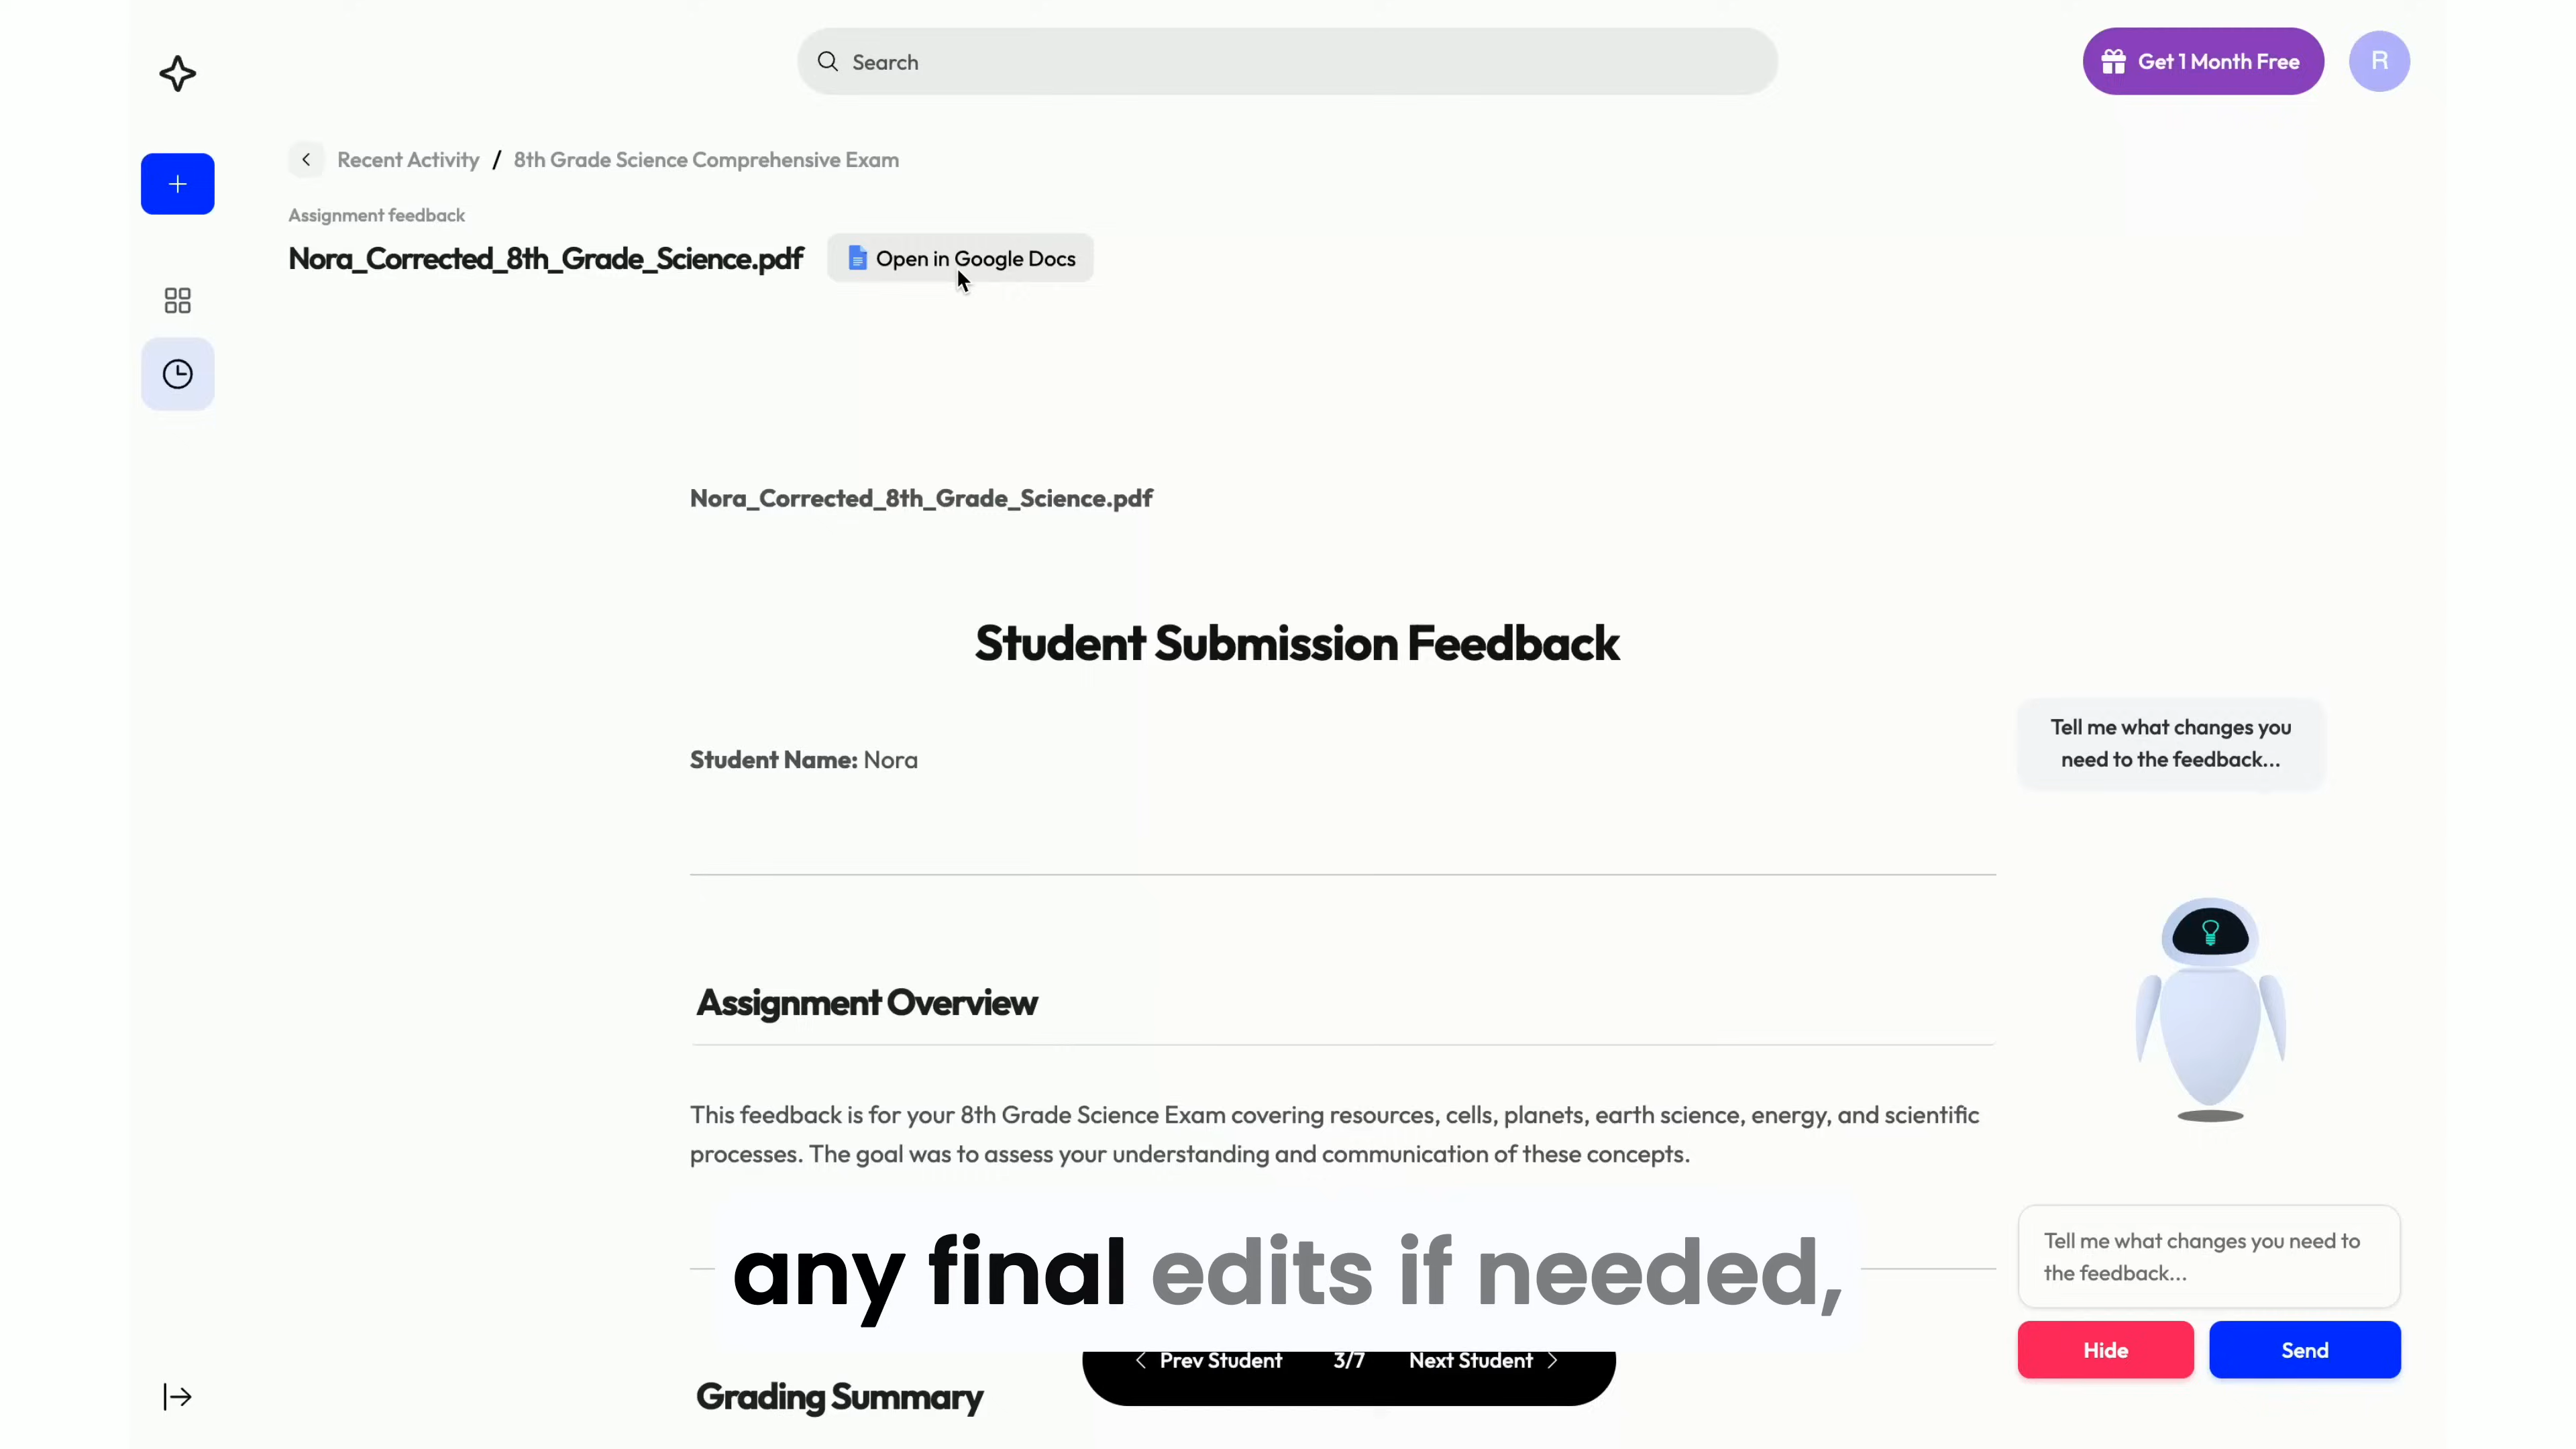 Search
Get 1 Month Free
R
Recent Activity / 8th Grade Science Comprehensive Exam
Assignment feedback
Nora_Corrected_8th_Grade_Science.pdf
Open in Google Docs
Nora_Corrected_8th_Grade_Science.pdf
Student Submission Feedback
Student Name: Nora
Tell me what changes you
need to the feedback...
Assignment Overview
This feedback is for your 8th Grade Science Exam covering resources, cells, planets, earth science, energy, and scientific
processes. The goal was to assess your understanding and communication of these concepts.
any final edits if needed,
Tell me what changes you need to
the feedback...
Hide
Send
Prev Student
3/7
Next Student
Grading Summary